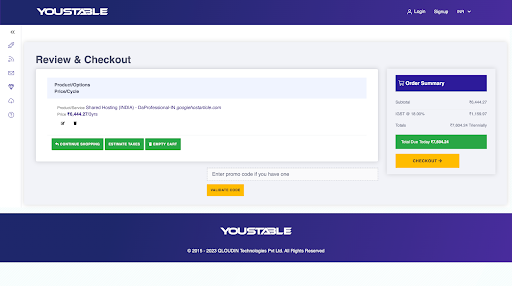 YOUSTABLE
Login Signup INR
Review & Checkout
Product/Options
Price/Cycle
Product/Service Shared Hosting (INDIA) - DaProfessional-IN googlehostarticle.com
Price ₹6,444.27/3yrs
CONTINUE SHOPPING ESTIMATE TAXES EMPTY CART
Enter promo code if you have one
VALIDATE CODE
Order Summary
Subtotal ₹6,444.27
IGST @ 18.00% ₹1,159.97
Totals ₹7,604.24 Triennially
Total Due Today ₹7,604.24
CHECKOUT
YOUSTABLE
© 2015 - 2023 QLOUDIN Technologies Pvt Ltd. All Rights Reserved